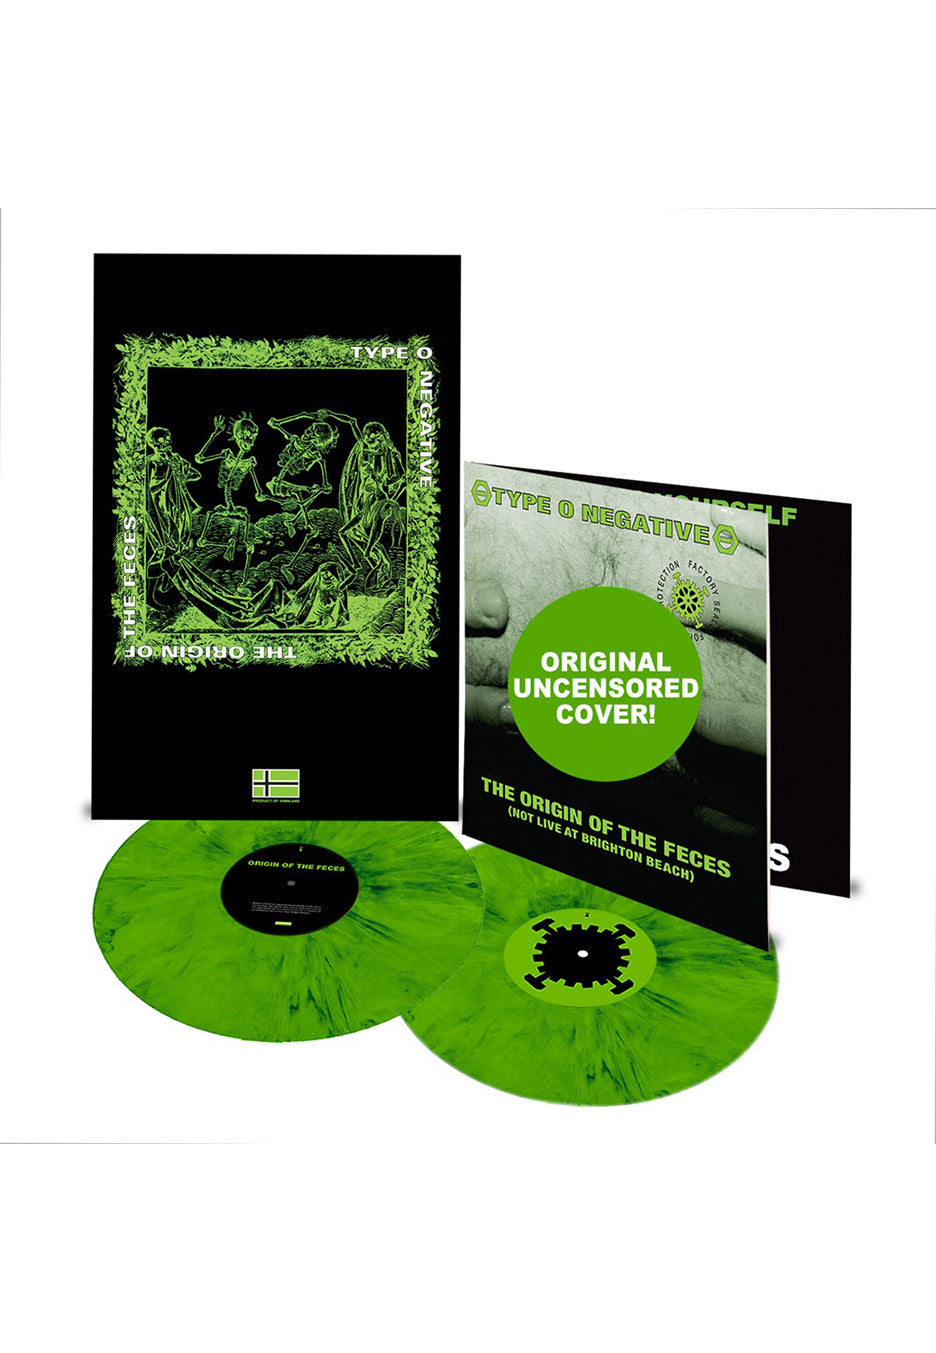 TYPE O
NEGATIVE
THE FECES
THE ORIGIN OF
PRODUCT OF VINNLAND
YOURSELF
TYPE O NEGATIVE
FACTORY
ORIGINAL
UNCENSORED
COVER!
THE ORIGIN OF THE FECES
(NOT LIVE AT BRIGHTON BEACH)
S
ORIGIN OF THE FECES